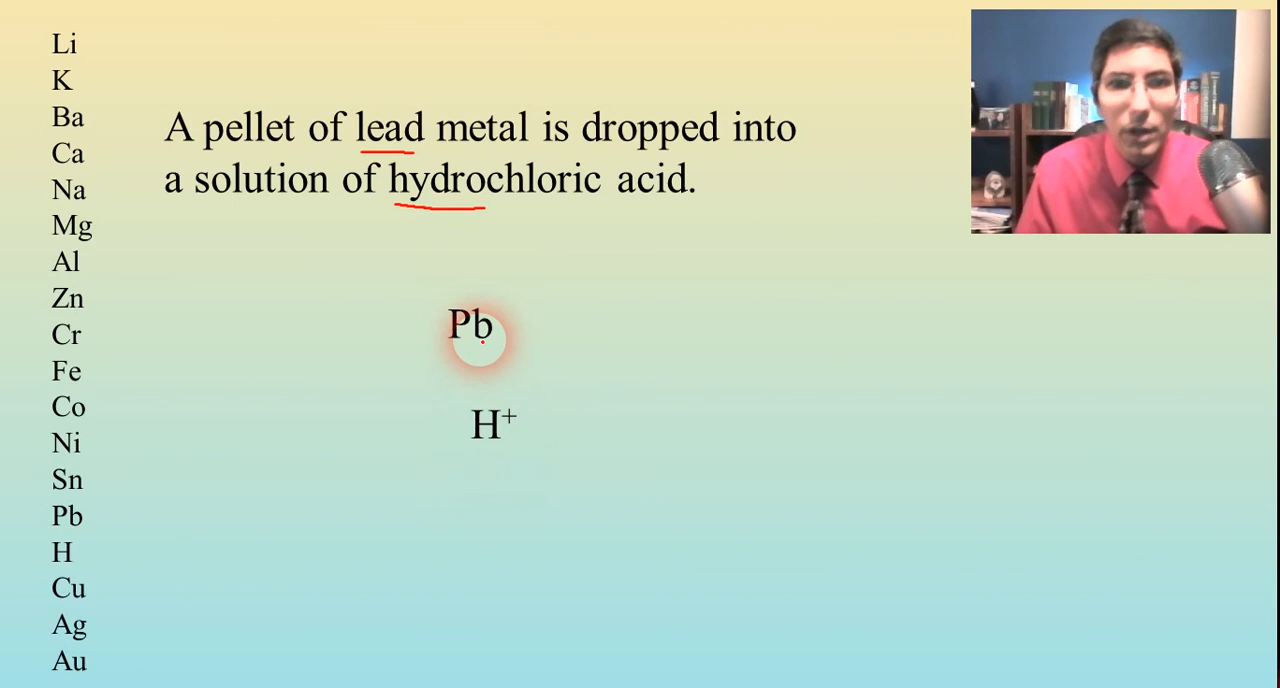 Li
K
Ba
Ca
Na
Mg
Al
Zn
Cr
Fe
Co
Ni
Sn
Pb
H
Cu
Ag
Au
A pellet of lead metal is dropped into
a solution of hydrochloric acid.
Pb
H⁺